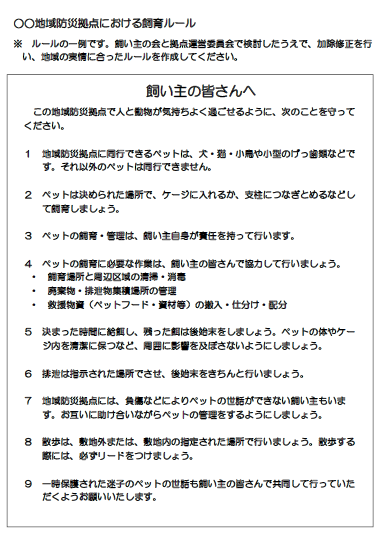 〇〇地域防災拠点における飼育ルール
※ ルールの一例です。飼い主の会と拠点運営委員会で検討したうえで、加除修正を行
い、地域の実情に合ったルールを作成してください。
飼い主の皆さんへ
この地域防災拠点で人と動物が気持ちよく過ごせるように、次のことを守って
ください。
1 地域防災拠点に同行できるペットは、犬・猫・小鳥や小型のげっ歯類などで
す。それ以外のペットは同行できません。
2 ペットは決められた場所で、ケージに入れるか、支柱につなぎとめるなどし
て飼育しましょう。
3 ペットの飼育・管理は、飼い主自身が責任を持って行います。
4 ペットの飼育に必要な作業は、飼い主の皆さんで協力して行いましょう。
・ 飼育場所と周辺区域の清掃・消毒
・ 廃棄物・排泄物集積場所の管理
・ 救援物資（ペットフード・資材等）の搬入・仕分け・配分
5 決まった時間に給餌し、残った餌は後始末をしましょう。ペットの体やケー
ジ内を清潔に保つなど、周囲に影響を及ぼさないようにしましょう。
6 排泄は指示された場所でさせ、後始末をきちんと行いましょう。
7 地域防災拠点には、負傷などによりペットの世話ができない飼い主もいま
す。お互いに助け合いながらペットの管理をするようにしましょう。
8 散歩は、敷地外または、敷地内の指定された場所で行いましょう。散歩する
際には、必ずリードをつけましょう。
9 一時保護された迷子のペットの世話も飼い主の皆さんで共同して行っていた
だくようお願いいたします。